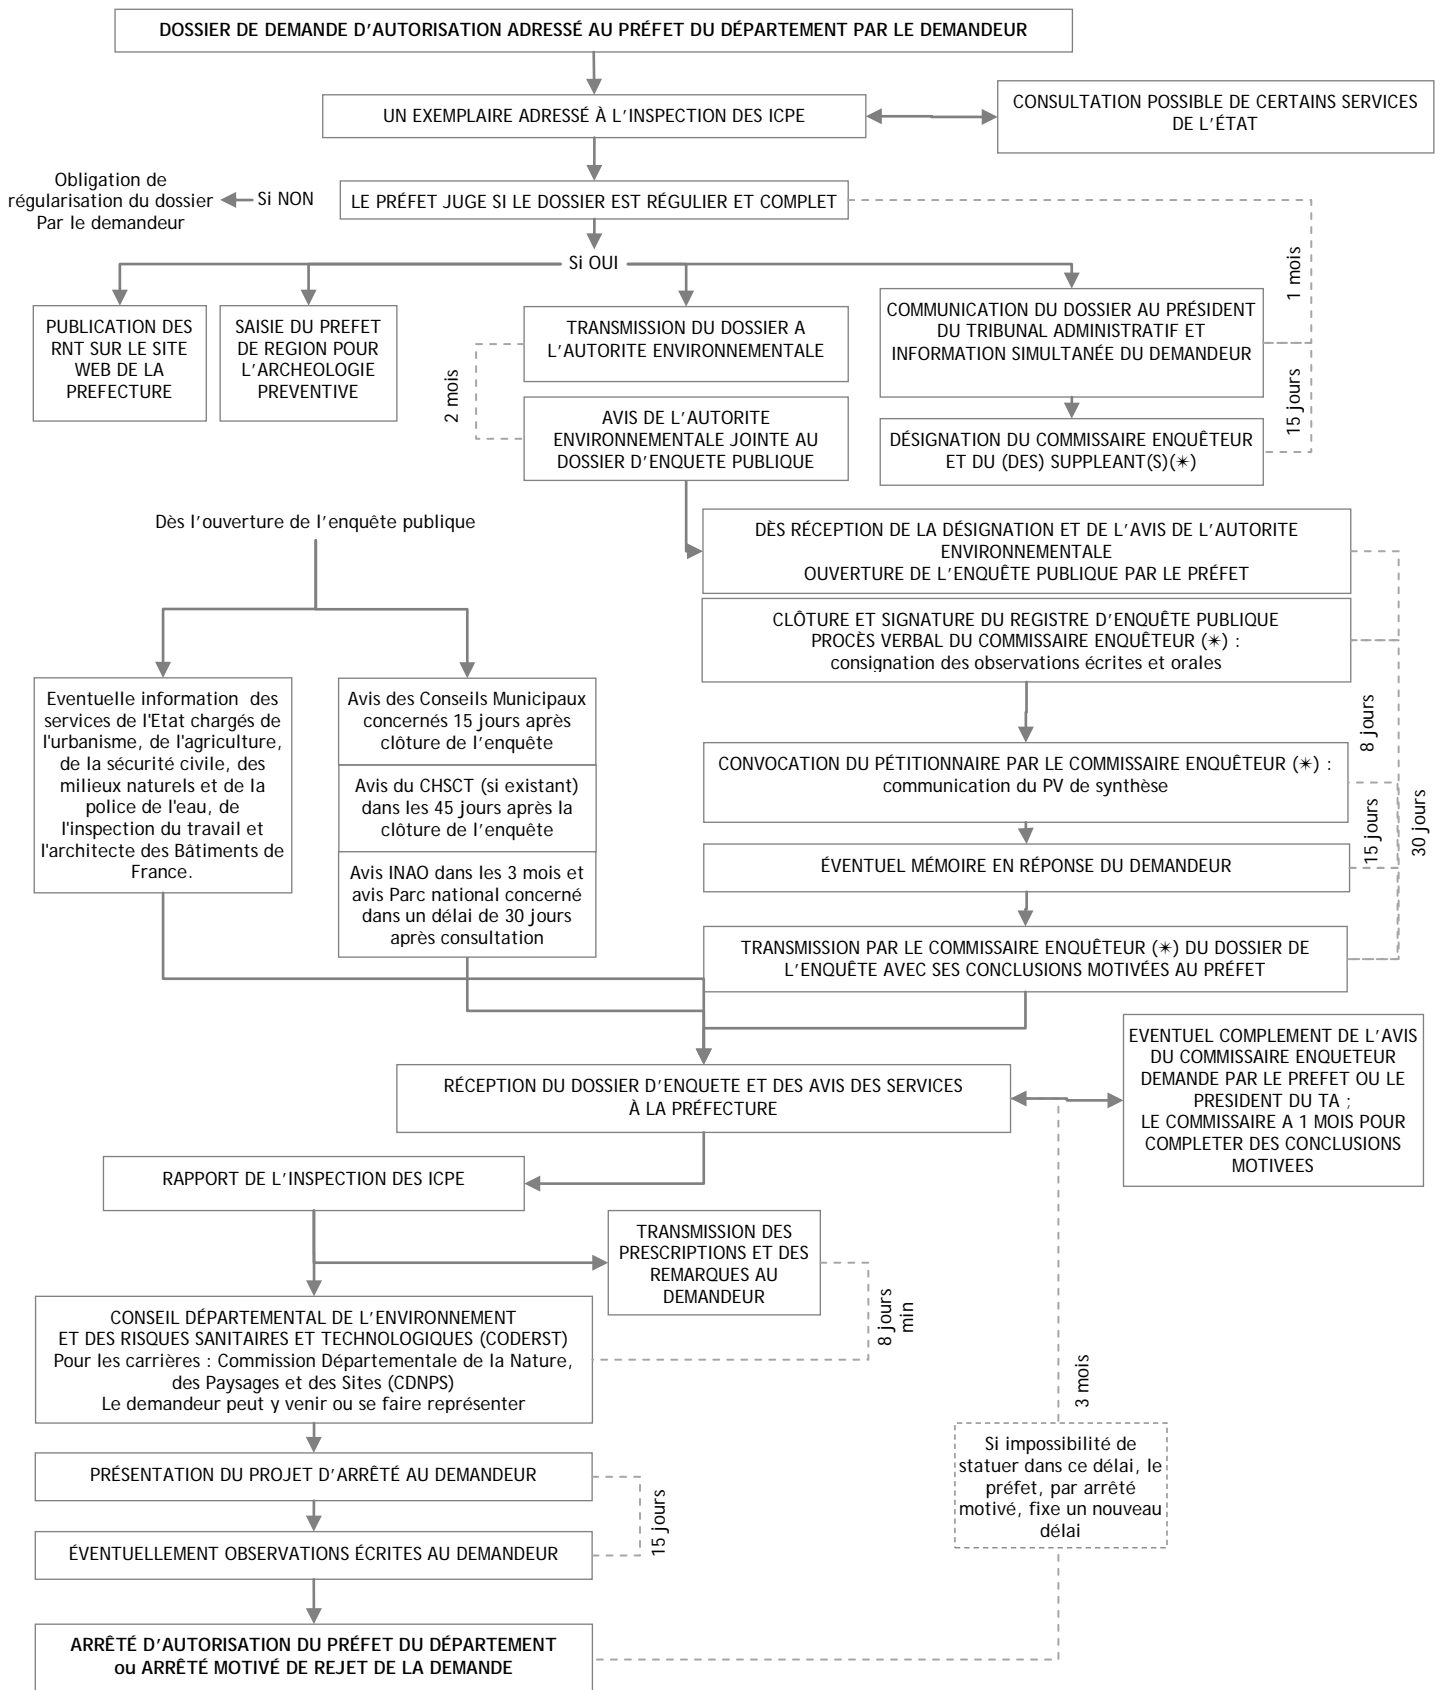 DOSSIER DE DEMANDE D'AUTORISATION ADRESSÉ AU PRÉFET DU DÉPARTEMENT PAR LE DEMANDEUR
UN EXEMPLAIRE ADRESSÉ À L'INSPECTION DES ICPE
CONSULTATION POSSIBLE DE CERTAINS SERVICES
DE L'ÉTAT
Obligation de
régularisation du dossier
Par le demandeur
Si NON
LE PRÉFET JUGE SI LE DOSSIER EST RÉGULIER ET COMPLET
Si OUI
1 mois
PUBLICATION DES
RNT SUR LE SITE
WEB DE LA
PREFECTURE
SAISIE DU PREFET
DE REGION POUR
L'ARCHEOLOGIE
PREVENTIVE
TRANSMISSION DU DOSSIER A
L'AUTORITE ENVIRONNEMENTALE
COMMUNICATION DU DOSSIER AU PRÉSIDENT
DU TRIBUNAL ADMINISTRATIF ET
INFORMATION SIMULTANÉE DU DEMANDEUR
2 mois
15 jours
AVIS DE L'AUTORITE
ENVIRONNEMENTALE JOINTE AU
DOSSIER D'ENQUETE PUBLIQUE
DÉSIGNATION DU COMMISSAIRE ENQUÊTEUR
ET DU (DES) SUPPLEANT(S)(✶)
Dès l'ouverture de l'enquête publique
DÈS RÉCEPTION DE LA DÉSIGNATION ET DE L'AVIS DE L'AUTORITE
ENVIRONNEMENTALE
OUVERTURE DE L'ENQUÊTE PUBLIQUE PAR LE PRÉFET
CLÔTURE ET SIGNATURE DU REGISTRE D'ENQUÊTE PUBLIQUE
PROCÈS VERBAL DU COMMISSAIRE ENQUÊTEUR (✶) :
consignation des observations écrites et orales
8 jours
Eventuelle information des
services de l'Etat chargés de
l'urbanisme, de l'agriculture,
de la sécurité civile, des
milieux naturels et de la
police de l'eau, de
l'inspection du travail et
l'architecte des Bâtiments de
France.
Avis des Conseils Municipaux
concernés 15 jours après
clôture de l'enquête
Avis du CHSCT (si existant)
dans les 45 jours après la
clôture de l'enquête
Avis INAO dans les 3 mois et
avis Parc national concerné
dans un délai de 30 jours
après consultation
CONVOCATION DU PÉTITIONNAIRE PAR LE COMMISSAIRE ENQUÊTEUR (✶) :
communication du PV de synthèse
15 jours
30 jours
ÉVENTUEL MÉMOIRE EN RÉPONSE DU DEMANDEUR
TRANSMISSION PAR LE COMMISSAIRE ENQUÊTEUR (✶) DU DOSSIER DE
L'ENQUÊTE AVEC SES CONCLUSIONS MOTIVÉES AU PRÉFET
RÉCEPTION DU DOSSIER D'ENQUETE ET DES AVIS DES SERVICES
À LA PRÉFECTURE
EVENTUEL COMPLEMENT DE L'AVIS
DU COMMISSAIRE ENQUETEUR
DEMANDE PAR LE PREFET OU LE
PRESIDENT DU TA ;
LE COMMISSAIRE A 1 MOIS POUR
COMPLETER DES CONCLUSIONS
MOTIVEES
RAPPORT DE L'INSPECTION DES ICPE
TRANSMISSION DES
PRESCRIPTIONS ET DES
REMARQUES AU
DEMANDEUR
8 jours
min
CONSEIL DÉPARTEMENTAL DE L'ENVIRONNEMENT
ET DES RISQUES SANITAIRES ET TECHNOLOGIQUES (CODERST)
Pour les carrières : Commission Départementale de la Nature,
des Paysages et des Sites (CDNPS)
Le demandeur peut y venir ou se faire représenter
3 mois
Si impossibilité de
statuer dans ce délai, le
préfet, par arrêté
motivé, fixe un nouveau
délai
PRÉSENTATION DU PROJET D'ARRÊTÉ AU DEMANDEUR
15 jours
ÉVENTUELLEMENT OBSERVATIONS ÉCRITES AU DEMANDEUR
ARRÊTÉ D'AUTORISATION DU PRÉFET DU DÉPARTEMENT
ou ARRÊTÉ MOTIVÉ DE REJET DE LA DEMANDE